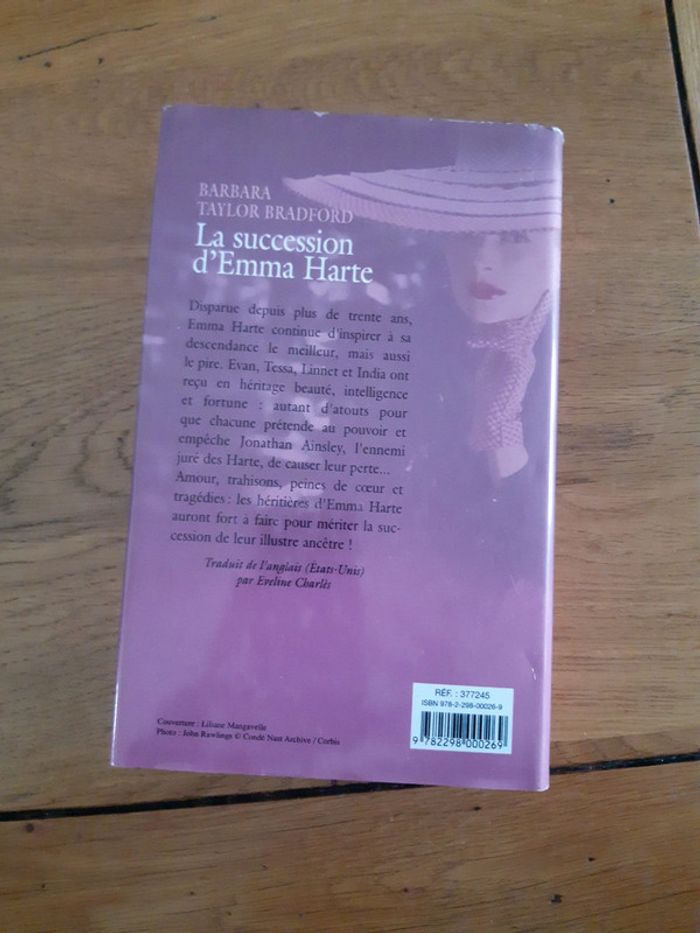 BARBARA
TAYLOR BRADFORD
La succession
d'Emma Harte
Disparue depuis plus de trente ans,
Emma Harte continue d'inspirer à sa
descendance le meilleur, mais aussi
le pire. Evan, Tessa, Linnet et India ont
reçu en héritage beauté, intelligence
et fortune : autant d'atouts pour
que chacune prétende au pouvoir et
empêche Jonathan Ainsley, l'ennemi
juré des Harte, de causer leur perte...
Amour, trahisons, peines de cœur et
tragédies : les héritières d'Emma Harte
auront fort à faire pour mériter la suc-
cession de leur illustre ancêtre !
Traduit de l'anglais (États-Unis)
par Eveline Charlès
Couverture : Liliane Mangavelle
Photo : John Rawlings © Condé Nast Archive / Corbis
RÉF. : 377245
ISBN 978-2-298-00026-9
9 782298 000269